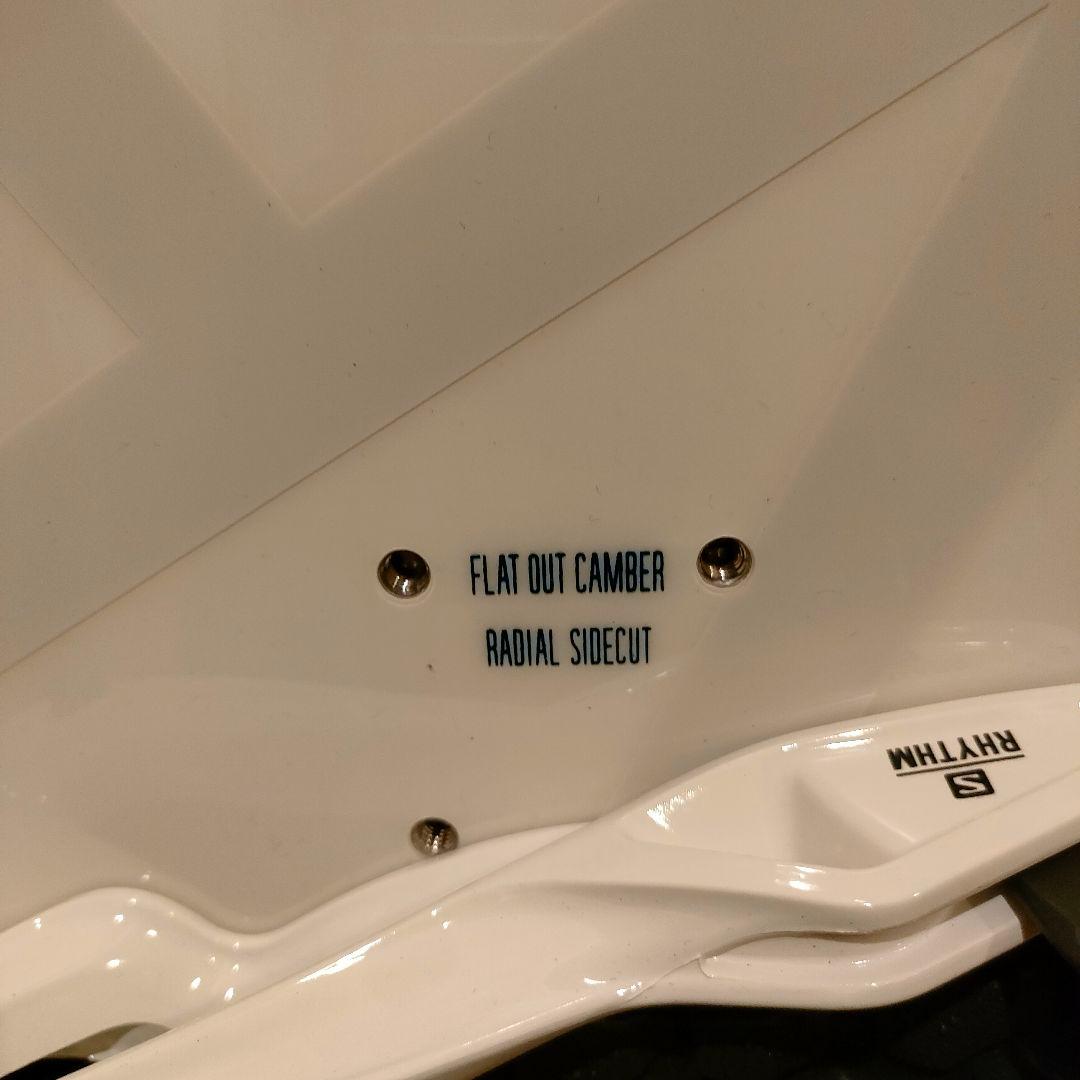 FLAT OUT CAMBER
RADIAL SIDECUT
RHYTHM
S